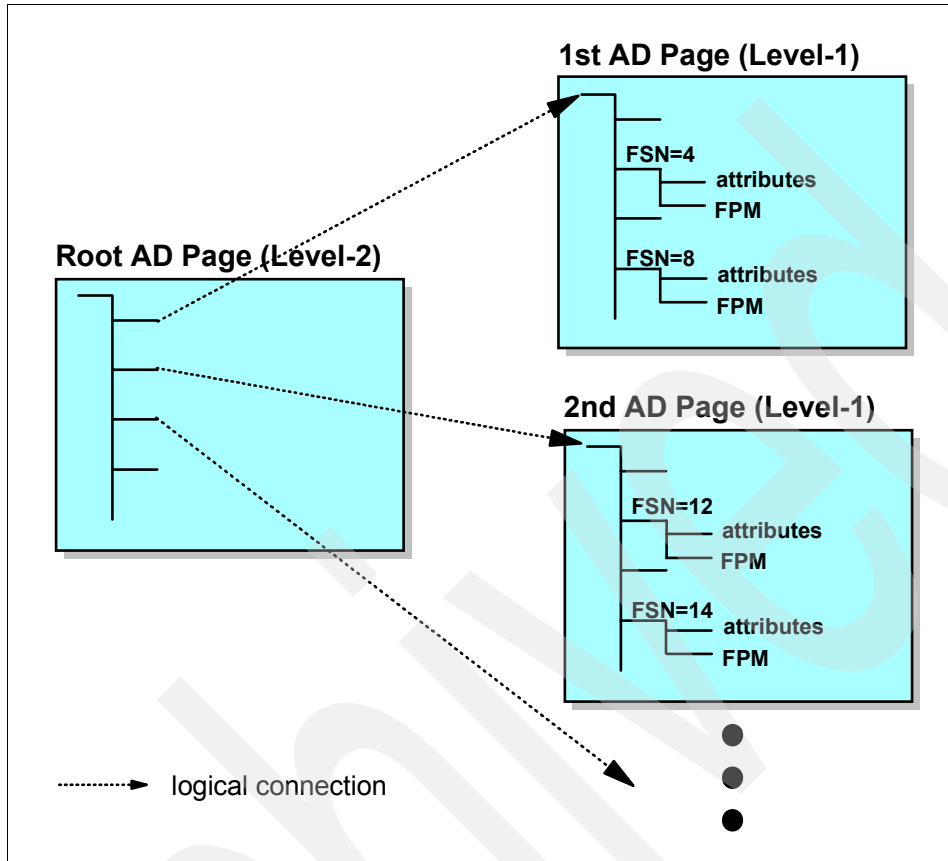 1st AD Page (Level-1)
FSN=4
attributes
FPM
FSN=8
attributes
FPM
Root AD Page (Level-2)
2nd AD Page (Level-1)
FSN=12
attributes
FPM
FSN=14
attributes
FPM
logical connection